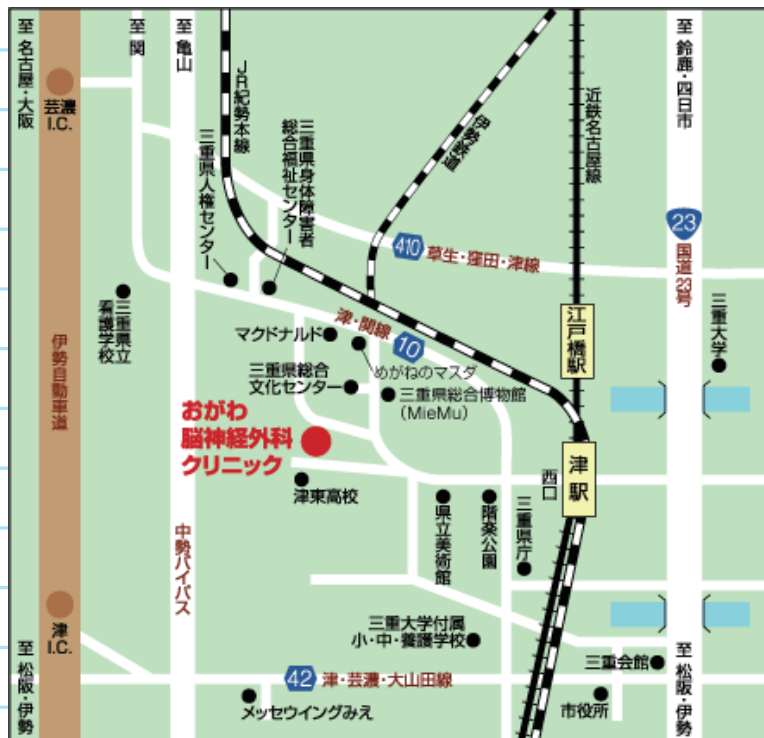 至 名古屋・大阪
至 関
至 亀山
至 鈴鹿・四日市
芸濃
I.C.
JR紀勢本線
伊勢鉄道
近鉄名古屋線
三重県人権センター
三重県身体障害者
総合福祉センター
23
国道23号
410
草生・窪田・津線
三重県立
看護学校
津・関線
10
江戸橋駅
三重大学
マクドナルド
めがねのマスダ
三重県総合
文化センター
三重県総合博物館
(MieMu)
伊勢自動車道
おがわ
脳神経外科
クリニック
津東高校
西口
津駅
県立美術館
偕楽公園
三重県庁
中勢バイパス
津
I.C.
三重大学付属
小・中・養護学校
三重会館
42
津・芸濃・大山田線
メッセウイングみえ
市役所
至 松阪・伊勢
至 松阪・伊勢